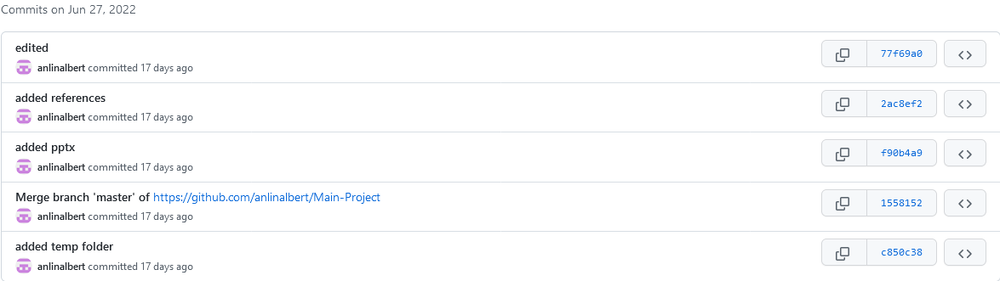 Commits on Jun 27, 2022
edited
anlinalbert committed 17 days ago
77f69a0
added references
anlinalbert committed 17 days ago
2ac8ef2
added pptx
anlinalbert committed 17 days ago
f90b4a9
Merge branch 'master' of https://github.com/anlinalbert/Main-Project
anlinalbert committed 17 days ago
1558152
added temp folder
anlinalbert committed 17 days ago
c850c38